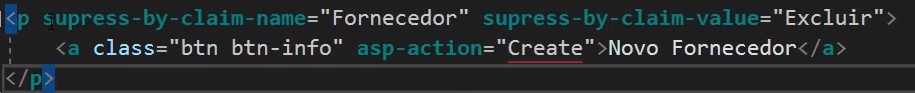 <p supress-by-claim-name="Fornecedor" supress-by-claim-value="Excluir">
<a class="btn btn-info" asp-action="Create">Novo Fornecedor</a>
</p>